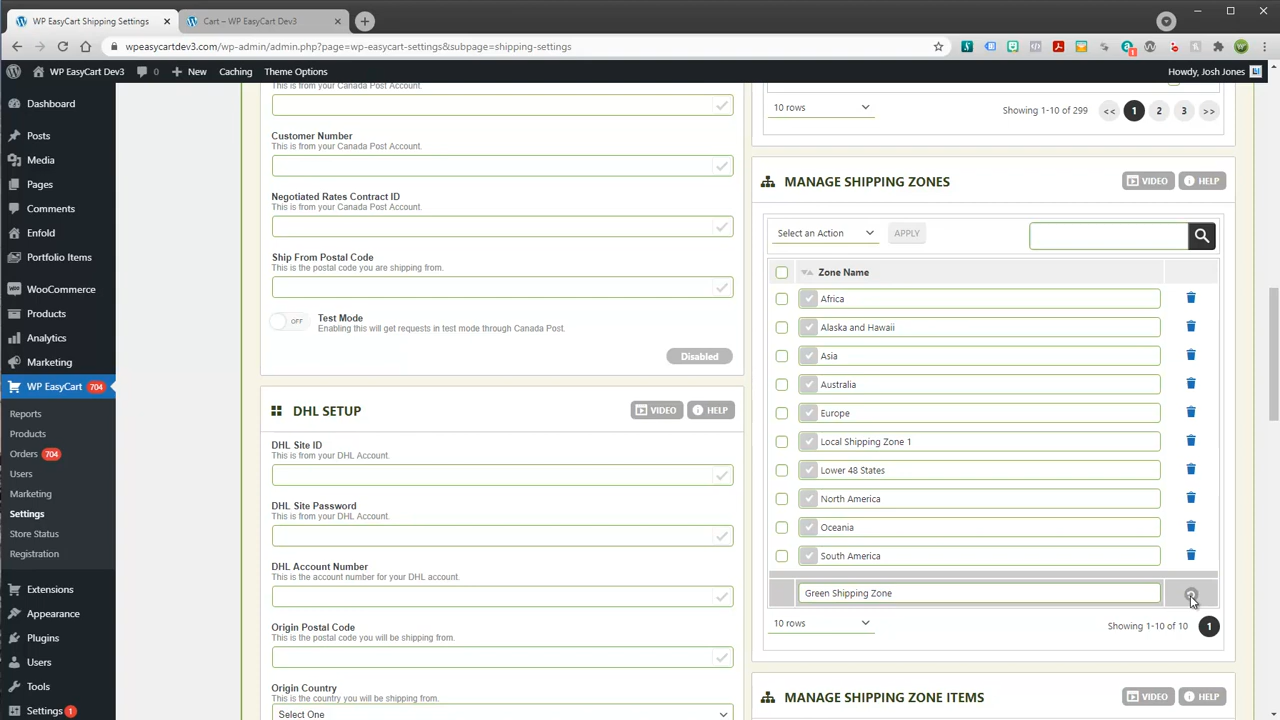 WP EasyCart Shipping Settings
Cart – WP EasyCart Dev3
wpeasycartdev3.com/wp-admin/admin.php?page=wp-easycart-settings&subpage=shipping-settings
WP EasyCart Dev3
0
New
Caching
Theme Options
Howdy, Josh Jones
Dashboard
Posts
Media
Pages
Comments
Enfold
Portfolio Items
WooCommerce
Products
Analytics
Marketing
WP EasyCart 704
Reports
Products
Orders 704
Users
Marketing
Settings
Store Status
Registration
Extensions
Appearance
Plugins
Users
Tools
Settings 1
This is from your Canada Post Account.
Customer Number
This is from your Canada Post Account.
Negotiated Rates Contract ID
This is from your Canada Post Account.
Ship From Postal Code
This is the postal code you are shipping from.
OFF
Test Mode
Enabling this will get requests in test mode through Canada Post.
Disabled
DHL SETUP
VIDEO
HELP
DHL Site ID
This is from your DHL Account.
DHL Site Password
This is from your DHL Account.
DHL Account Number
This is the account number for your DHL account.
Origin Postal Code
This is the postal code you will be shipping from.
Origin Country
This is the country you will be shipping from.
Select One
10 rows
Showing 1-10 of 299
<< 1 2 3 >>
MANAGE SHIPPING ZONES
VIDEO
HELP
Select an Action
APPLY
Zone Name
Africa
Alaska and Hawaii
Asia
Australia
Europe
Local Shipping Zone 1
Lower 48 States
North America
Oceania
South America
Green Shipping Zone
10 rows
Showing 1-10 of 10
1
MANAGE SHIPPING ZONE ITEMS
VIDEO
HELP